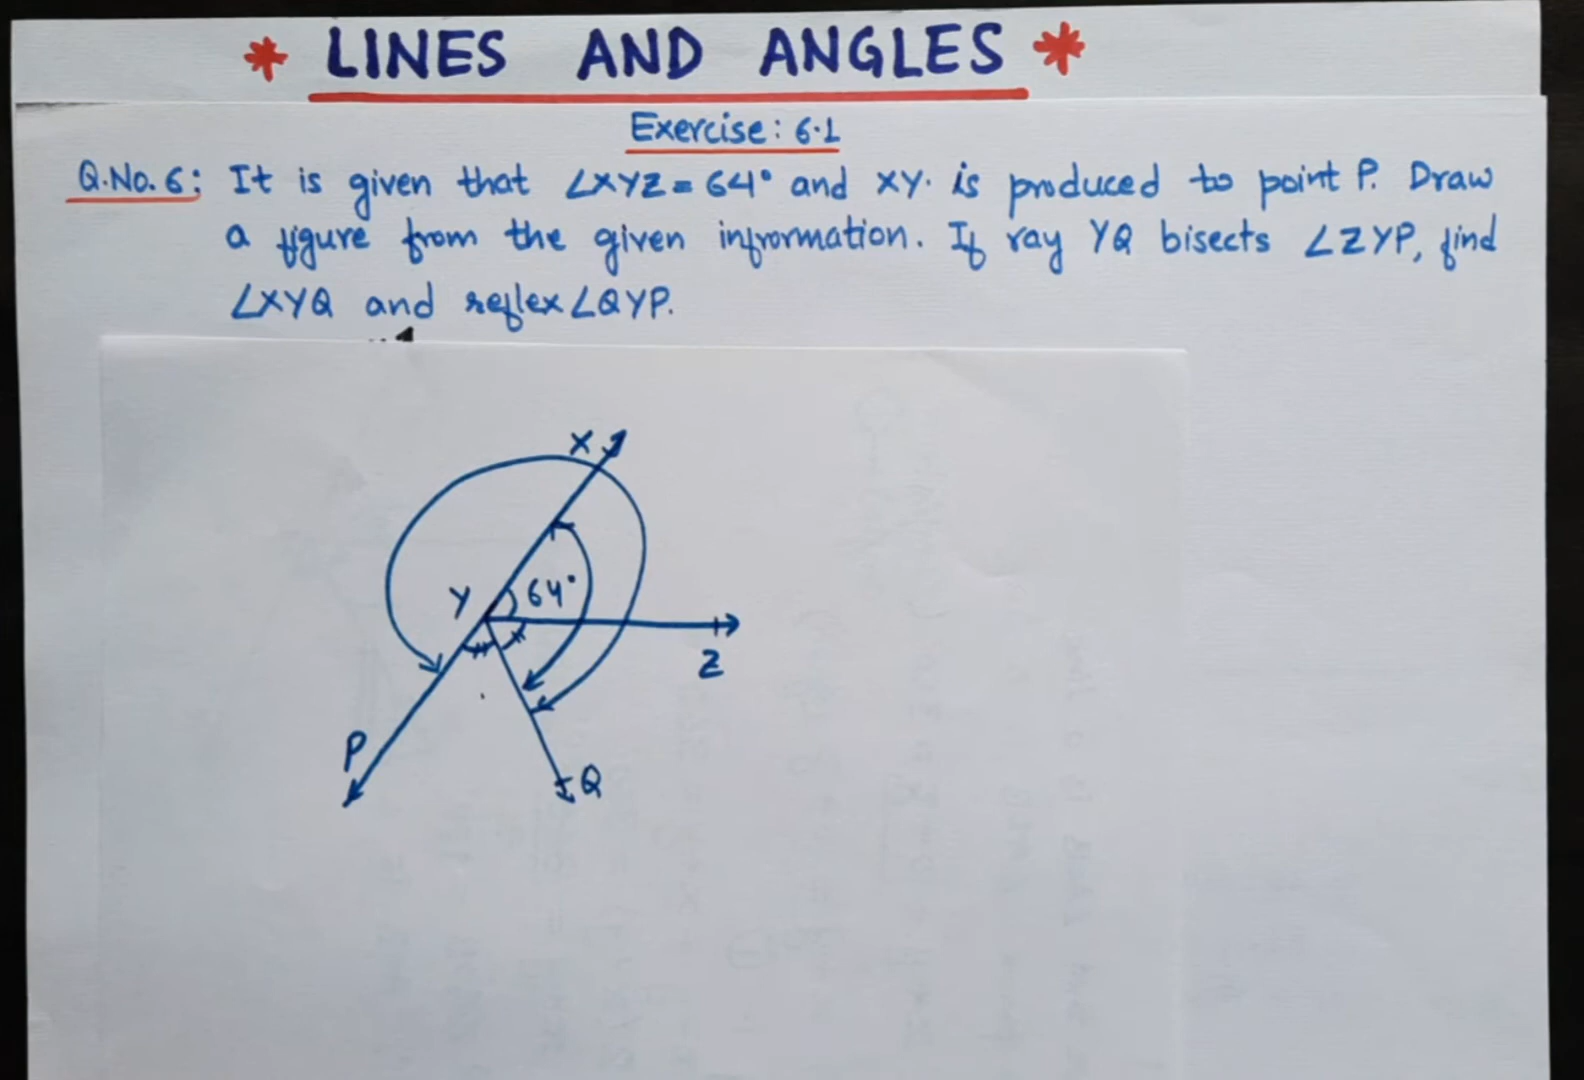 * LINES AND ANGLES *
Exercise: 6.1
Q.No. 6: It is given that ∠XYZ = 64° and XY. is produced to point P. Draw
a figure from the given infrormation. If ray YQ bisects ∠ZYP, find
∠XYQ and reflex∠QYP.
X
Y
64°
Z
P
Q